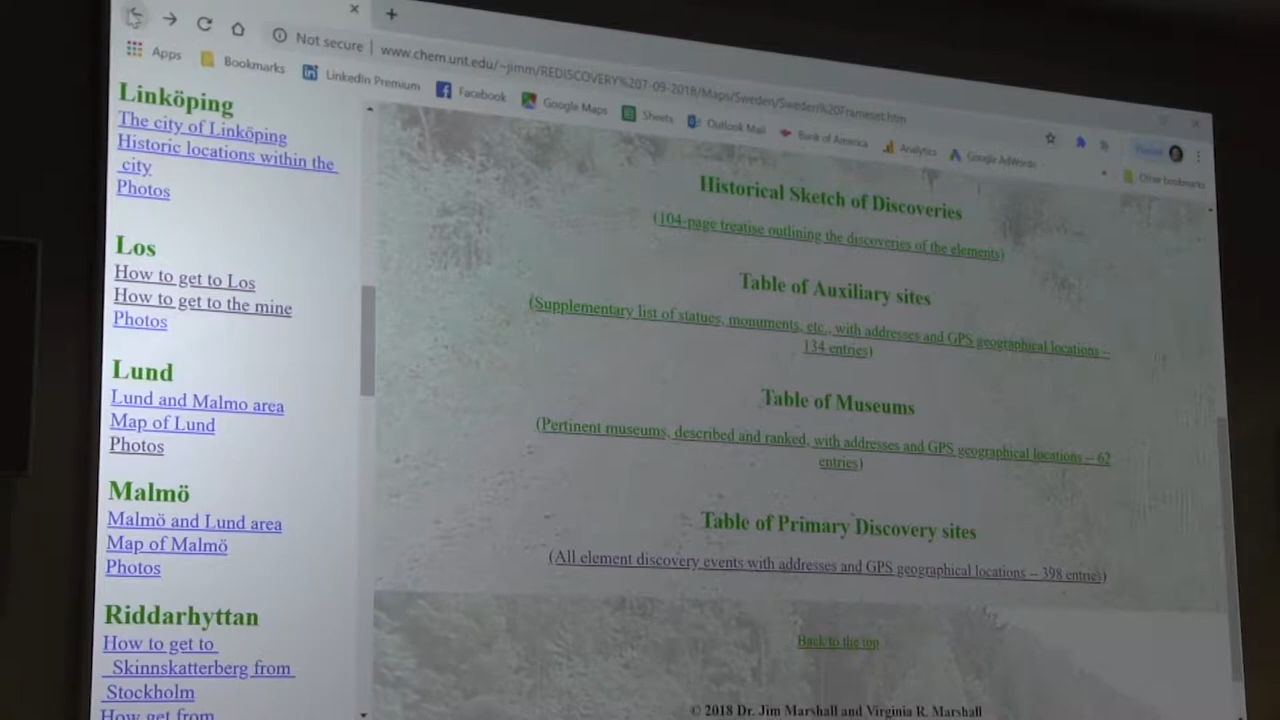 Not secure | www.chem.unt.edu/~jimm/REDISCOVERY%207-09-2018/Maps/Sweden/Sweden%20Frameset.htm
Apps Bookmarks LinkedIn Premium Facebook Google Maps Sheets Outlook Mail Bank of America Analytics Google AdWords Other bookmarks
Linköping
The city of Linköping
Historic locations within the
city
Photos
Los
How to get to Los
How to get to the mine
Photos
Lund
Lund and Malmo area
Map of Lund
Photos
Malmö
Malmö and Lund area
Map of Malmö
Photos
Riddarhyttan
How to get to
Skinnskatterberg from
Stockholm
How get from
Historical Sketch of Discoveries
(104-page treatise outlining the discoveries of the elements)
Table of Auxiliary sites
(Supplementary list of statues, monuments, etc., with addresses and GPS geographical locations --
134 entries)
Table of Museums
(Pertinent museums, described and ranked, with addresses and GPS geographical locations -- 62
entries)
Table of Primary Discovery sites
(All element discovery events with addresses and GPS geographical locations -- 398 entries)
Back to the top
© 2018 Dr. Jim Marshall and Virginia R. Marshall